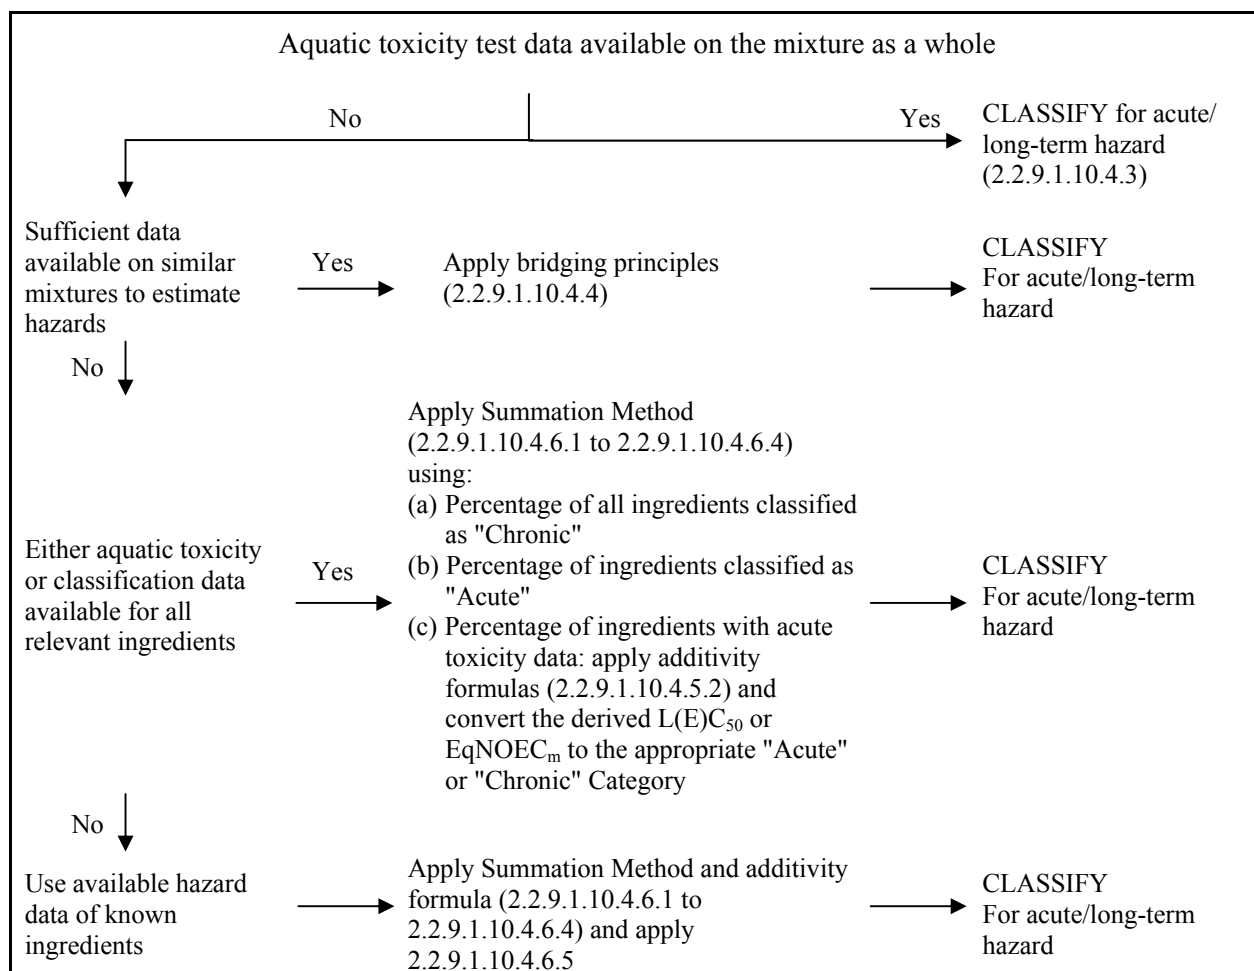 Aquatic toxicity test data available on the mixture as a whole
No
Yes
CLASSIFY for acute/
long-term hazard
(2.2.9.1.10.4.3)
Sufficient data
available on similar
mixtures to estimate
hazards
Yes
Apply bridging principles
(2.2.9.1.10.4.4)
CLASSIFY
For acute/long-term
hazard
No
Either aquatic toxicity
or classification data
available for all
relevant ingredients
Yes
Apply Summation Method
(2.2.9.1.10.4.6.1 to 2.2.9.1.10.4.6.4)
using:
(a) Percentage of all ingredients classified
as "Chronic"
(b) Percentage of ingredients classified as
"Acute"
(c) Percentage of ingredients with acute
toxicity data: apply additivity
formulas (2.2.9.1.10.4.5.2) and
convert the derived L(E)C50 or
EqNOECm to the appropriate "Acute"
or "Chronic" Category
CLASSIFY
For acute/long-term
hazard
No
Use available hazard
data of known
ingredients
Apply Summation Method and additivity
formula (2.2.9.1.10.4.6.1 to
2.2.9.1.10.4.6.4) and apply
2.2.9.1.10.4.6.5
CLASSIFY
For acute/long-term
hazard